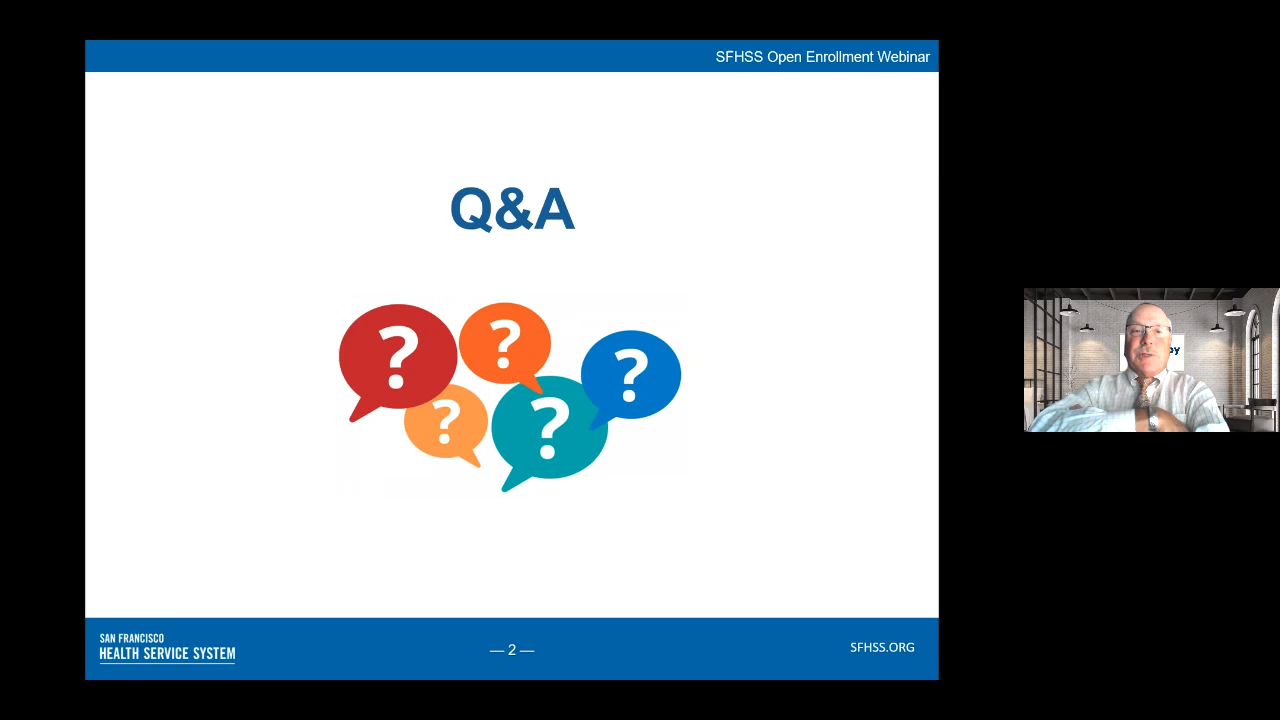 SFHSS Open Enrollment Webinar
Q&A
? ? ? ? ?
SAN FRANCISCO
HEALTH SERVICE SYSTEM
— 2 —
SFHSS.ORG